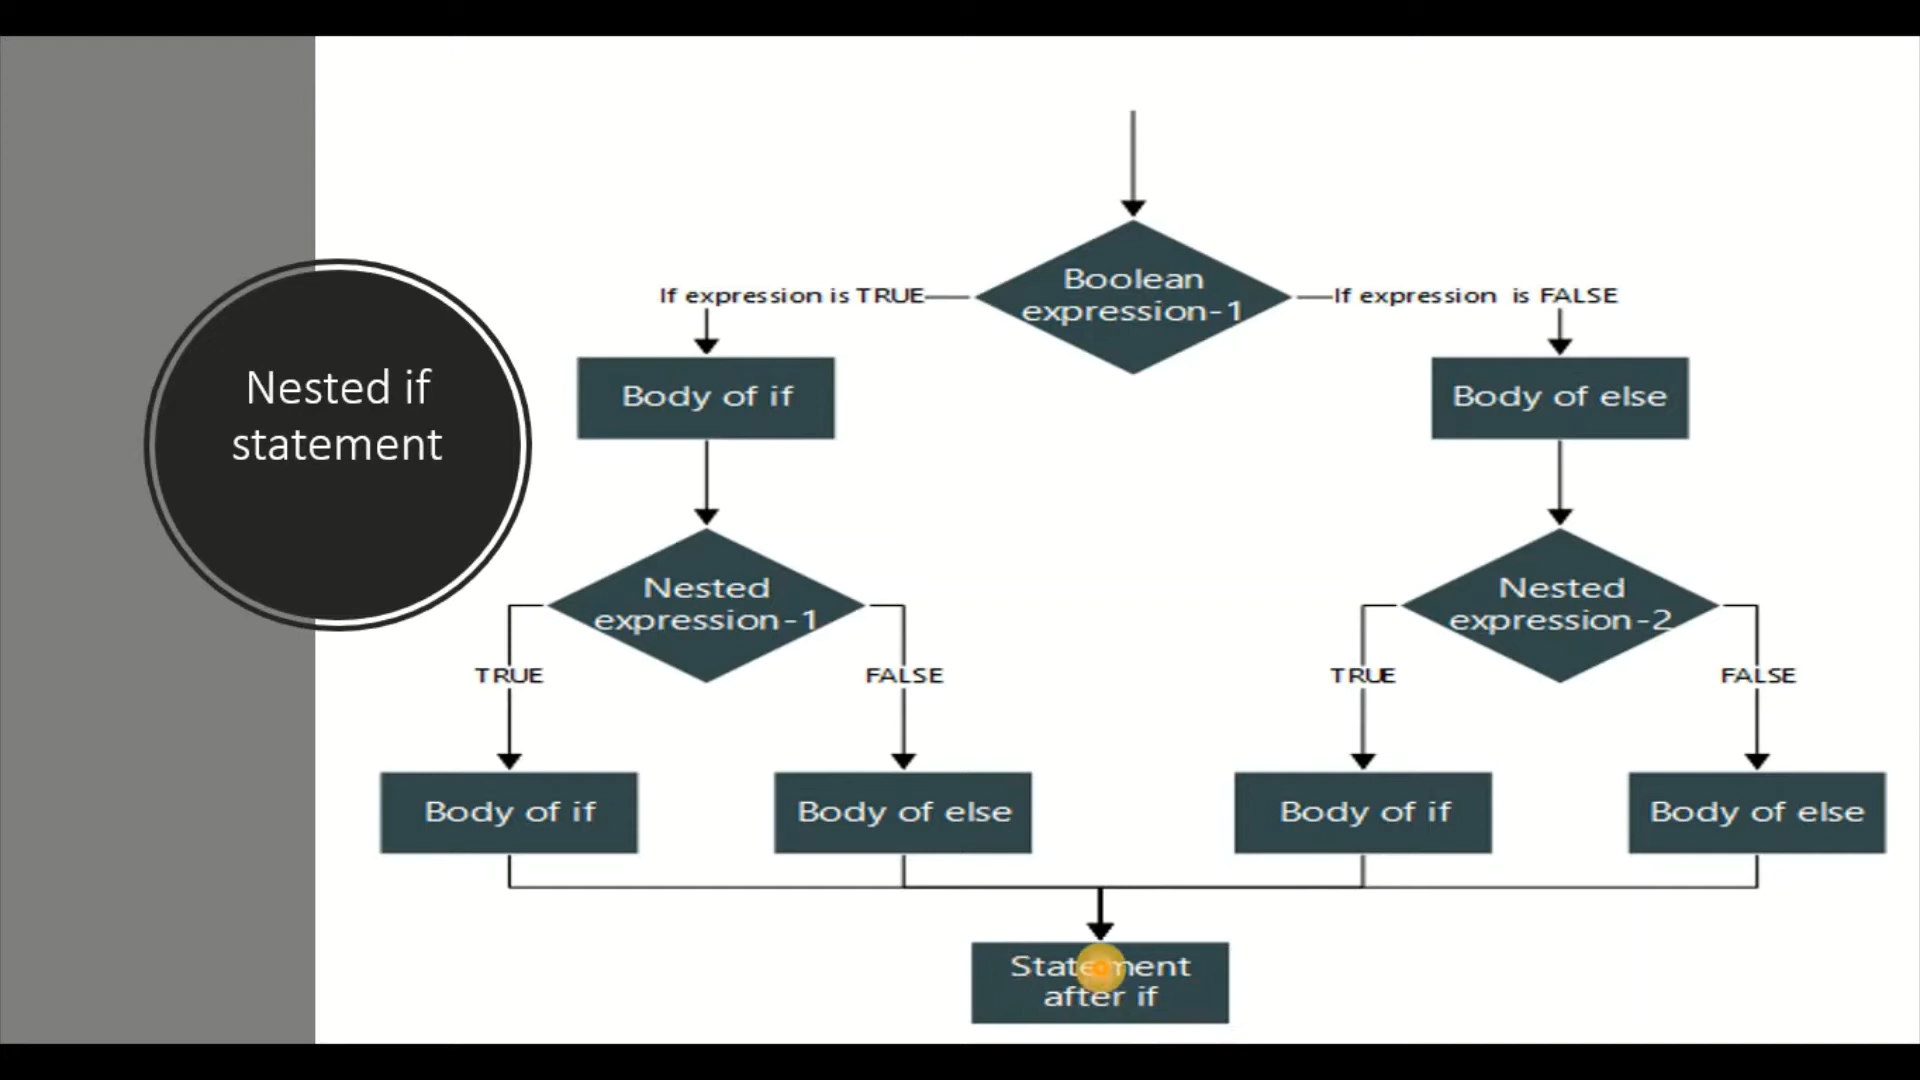 Nested if
statement
Boolean
expression-1
If expression is TRUE
If expression is FALSE
Body of if
Body of else
Nested
expression-1
Nested
expression-2
TRUE
FALSE
TRUE
FALSE
Body of if
Body of else
Body of if
Body of else
Statement
after if